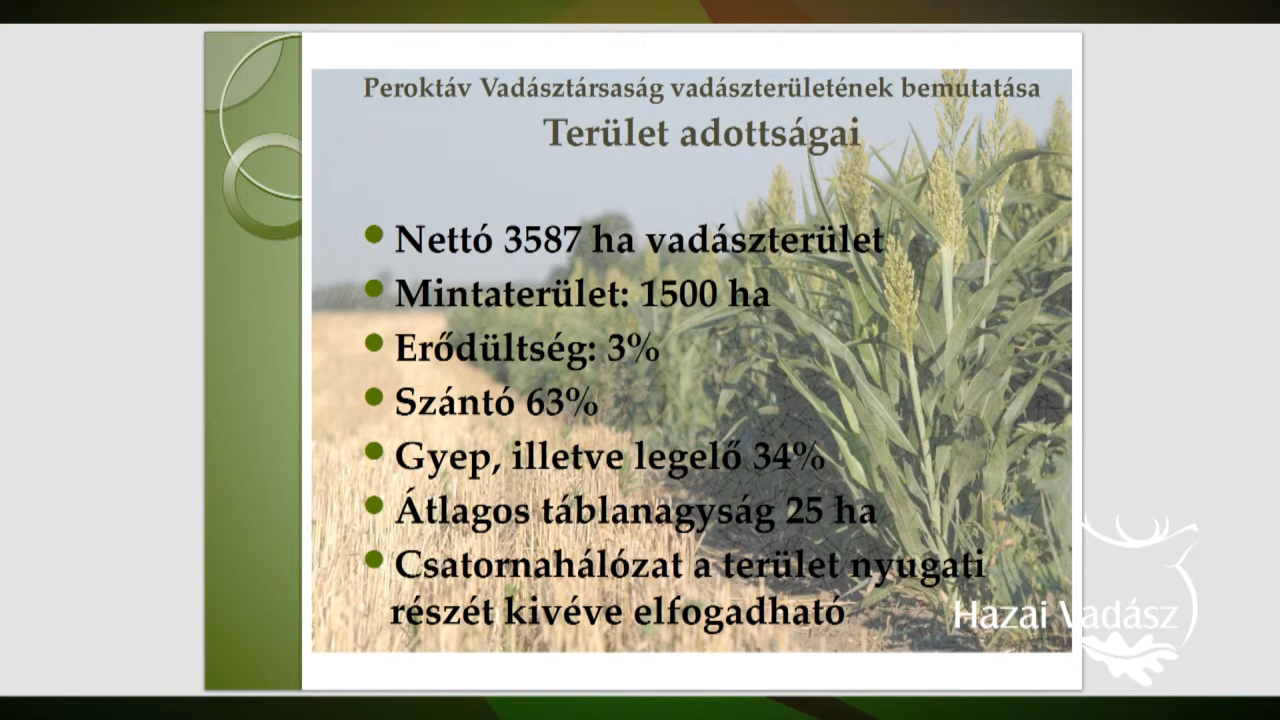 Peroktáv Vadásztársaság vadászterületének bemutatása
Terület adottságai
Nettó 3587 ha vadászterület
Mintaterület: 1500 ha
Erődültség: 3%
Szántó 63%
Gyep, illetve legelő 34%
Átlagos táblanagyság 25 ha
Csatornahálózat a terület nyugati
részét kivéve elfogadható
Hazai Vadász